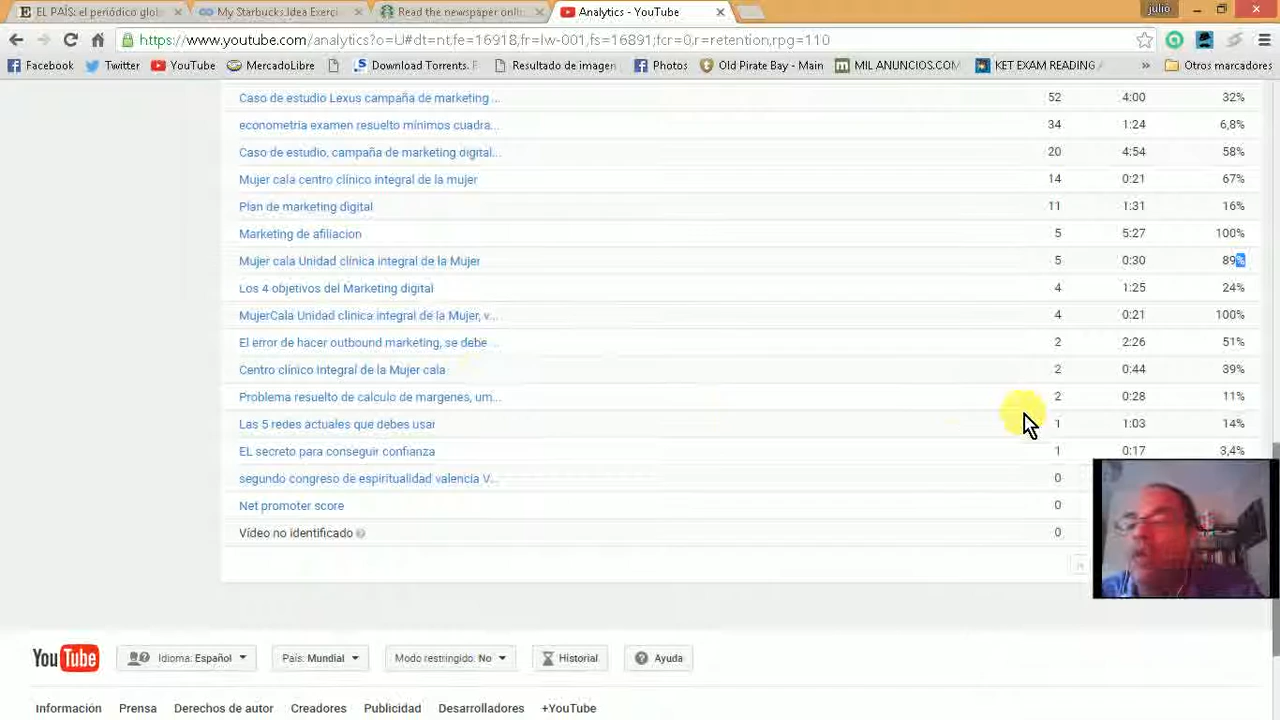 EL PAÍS: el periódico glob
My Starbucks Idea Exerci
Read the newspaper onlin
Analytics - YouTube
julio
https://www.youtube.com/analytics?o=U#dt=nt,fe=16918,fr=lw-001,fs=16891;fcr=0,r=retention,rpg=110
Facebook
Twitter
YouTube
MercadoLibre
Download Torrents.
Resultado de imagen
Photos
Old Pirate Bay - Main
MIL ANUNCIOS.COM
KET EXAM READING
»
Otros marcadores
Caso de estudio Lexus campaña de marketing ... 52 4:00 32%
econometria examen resuelto minimos cuadra... 34 1:24 6,8%
Caso de estudio, campaña de marketing digital... 20 4:54 58%
Mujer cala centro clínico integral de la mujer 14 0:21 67%
Plan de marketing digital 11 1:31 16%
Marketing de afiliacion 5 5:27 100%
Mujer cala Unidad clínica integral de la Mujer 5 0:30 89%
Los 4 objetivos del Marketing digital 4 1:25 24%
MujerCala Unidad clinica integral de la Mujer, v... 4 0:21 100%
El error de hacer outbound marketing, se debe ... 2 2:26 51%
Centro clínico Integral de la Mujer cala 2 0:44 39%
Problema resuelto de calculo de margenes, um... 2 0:28 11%
Las 5 redes actuales que debes usar 1 1:03 14%
EL secreto para conseguir confianza 1 0:17 3,4%
segundo congreso de espiritualidad valencia V... 0
Net promoter score 0
Vídeo no identificado 0
YouTube
Idioma: Español
País: Mundial
Modo restringido: No
Historial
Ayuda
Información
Prensa
Derechos de autor
Creadores
Publicidad
Desarrolladores
+YouTube